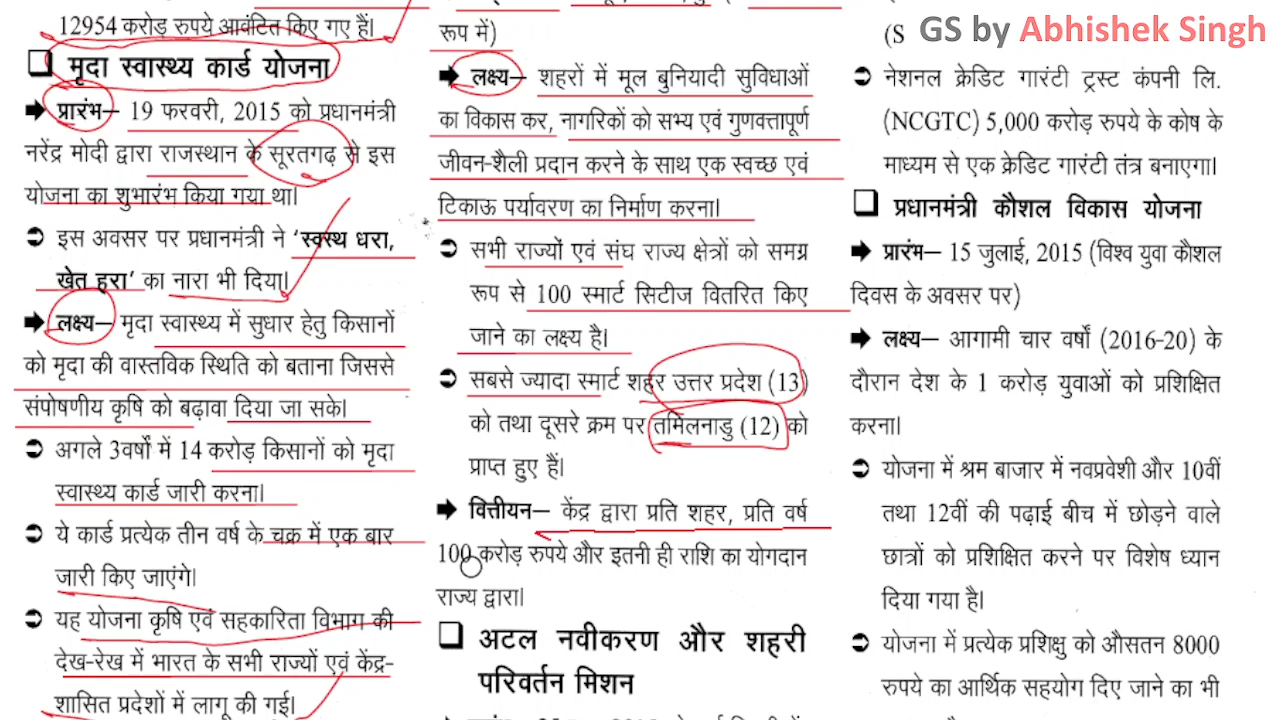 12954 करोड़ रुपये आवंटित किए गए हैं।
❑ मृदा स्वास्थ्य कार्ड योजना
➡ प्रारंभ– 19 फरवरी, 2015 को प्रधानमंत्री
नरेंद्र मोदी द्वारा राजस्थान के सूरतगढ़ से इस
योजना का शुभारंभ किया गया था।
➲ इस अवसर पर प्रधानमंत्री ने ‘स्वस्थ धरा,
खेत हरा’ का नारा भी दिया।
➡ लक्ष्य– मृदा स्वास्थ्य में सुधार हेतु किसानों
को मृदा की वास्तविक स्थिति को बताना जिससे
संपोषणीय कृषि को बढ़ावा दिया जा सके।
➲ अगले 3वर्षों में 14 करोड़ किसानों को मृदा
स्वास्थ्य कार्ड जारी करना।
➲ ये कार्ड प्रत्येक तीन वर्ष के चक्र में एक बार
जारी किए जाएंगे।
➲ यह योजना कृषि एवं सहकारिता विभाग की
देख-रेख में भारत के सभी राज्यों एवं केंद्र-
शासित प्रदेशों में लागू की गई।
रूप में)
➡ लक्ष्य– शहरों में मूल बुनियादी सुविधाओं
का विकास कर, नागरिकों को सभ्य एवं गुणवत्तापूर्ण
जीवन-शैली प्रदान करने के साथ एक स्वच्छ एवं
टिकाऊ पर्यावरण का निर्माण करना।
➲ सभी राज्यों एवं संघ राज्य क्षेत्रों को समग्र
रूप से 100 स्मार्ट सिटीज वितरित किए
जाने का लक्ष्य है।
➲ सबसे ज्यादा स्मार्ट शहर उत्तर प्रदेश (13)
को तथा दूसरे क्रम पर तमिलनाडु (12) को
प्राप्त हुए हैं।
➡ वित्तीयन– केंद्र द्वारा प्रति शहर, प्रति वर्ष
100 करोड़ रुपये और इतनी ही राशि का योगदान
राज्य द्वारा।
❑ अटल नवीकरण और शहरी
परिवर्तन मिशन
GS by Abhishek Singh
(S
➲ नेशनल क्रेडिट गारंटी ट्रस्ट कंपनी लि.
(NCGTC) 5,000 करोड़ रुपये के कोष के
माध्यम से एक क्रेडिट गारंटी तंत्र बनाएगा।
❑ प्रधानमंत्री कौशल विकास योजना
➡ प्रारंभ– 15 जुलाई, 2015 (विश्व युवा कौशल
दिवस के अवसर पर)
➡ लक्ष्य– आगामी चार वर्षों (2016-20) के
दौरान देश के 1 करोड़ युवाओं को प्रशिक्षित
करना।
➲ योजना में श्रम बाजार में नवप्रवेशी और 10वीं
तथा 12वीं की पढ़ाई बीच में छोड़ने वाले
छात्रों को प्रशिक्षित करने पर विशेष ध्यान
दिया गया है।
➲ योजना में प्रत्येक प्रशिक्षु को औसतन 8000
रुपये का आर्थिक सहयोग दिए जाने का भी